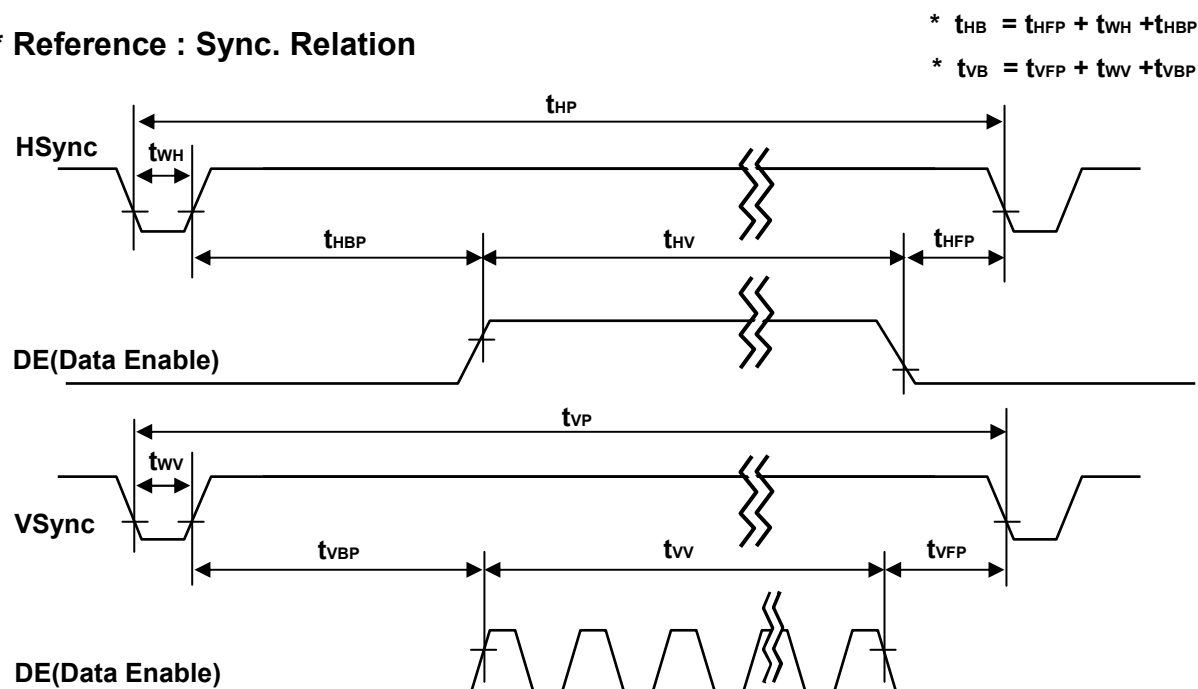 * Reference : Sync. Relation
* tHB = tHFP + tWH +tHBP
* tVB = tVFP + tWV +tVBP
tHP
HSync
tWH
tHBP
tHV
tHFP
DE(Data Enable)
tVP
tWV
VSync
tVBP
tVV
tVFP
DE(Data Enable)